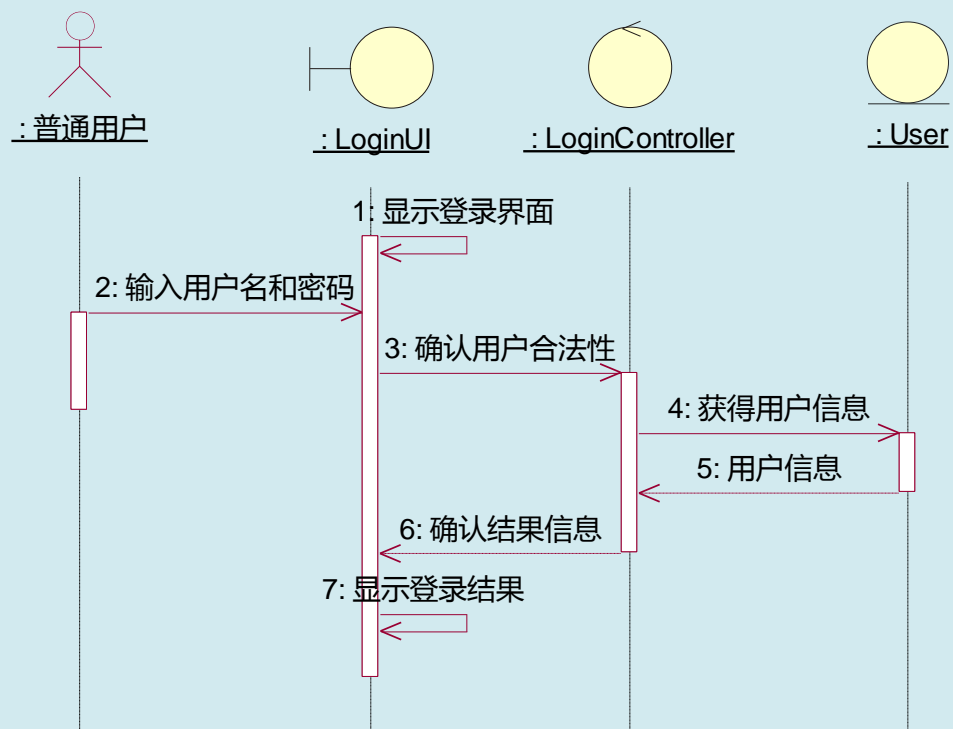 : 普通用户
: LoginUI
: LoginController
: User
1: 显示登录界面
2: 输入用户名和密码
3: 确认用户合法性
4: 获得用户信息
5: 用户信息
6: 确认结果信息
7: 显示登录结果